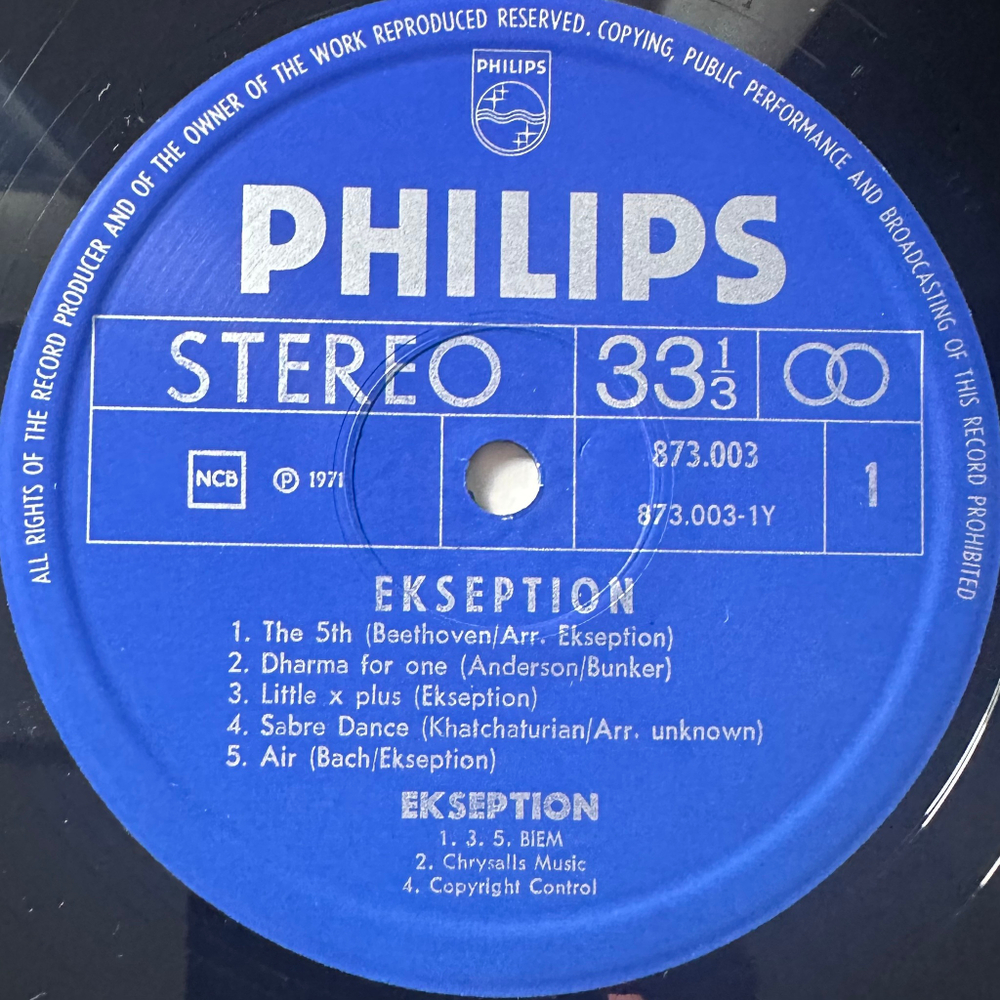 ALL RIGHTS OF THE RECORD PRODUCER AND OF THE OWNER OF THE WORK REPRODUCED RESERVED. COPYING, PUBLIC PERFORMANCE AND BROADCASTING OF THIS RECORD PROHIBITED
PHILIPS
PHILIPS
STEREO 33 1/3
NCB ℗ 1971 873.003 1
873.003-1Y
EKSEPTION
1. The 5th (Beethoven/Arr. Ekseption)
2. Dharma for one (Anderson/Bunker)
3. Little x plus (Ekseption)
4. Sabre Dance (Khatchaturian/Arr. unknown)
5. Air (Bach/Ekseption)
EKSEPTION
1. 3. 5. BIEM
2. Chrysalls Music
4. Copyright Control